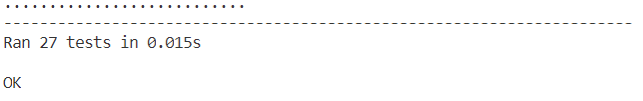 ...........................
----------------------------------------------------------------------
Ran 27 tests in 0.015s
OK